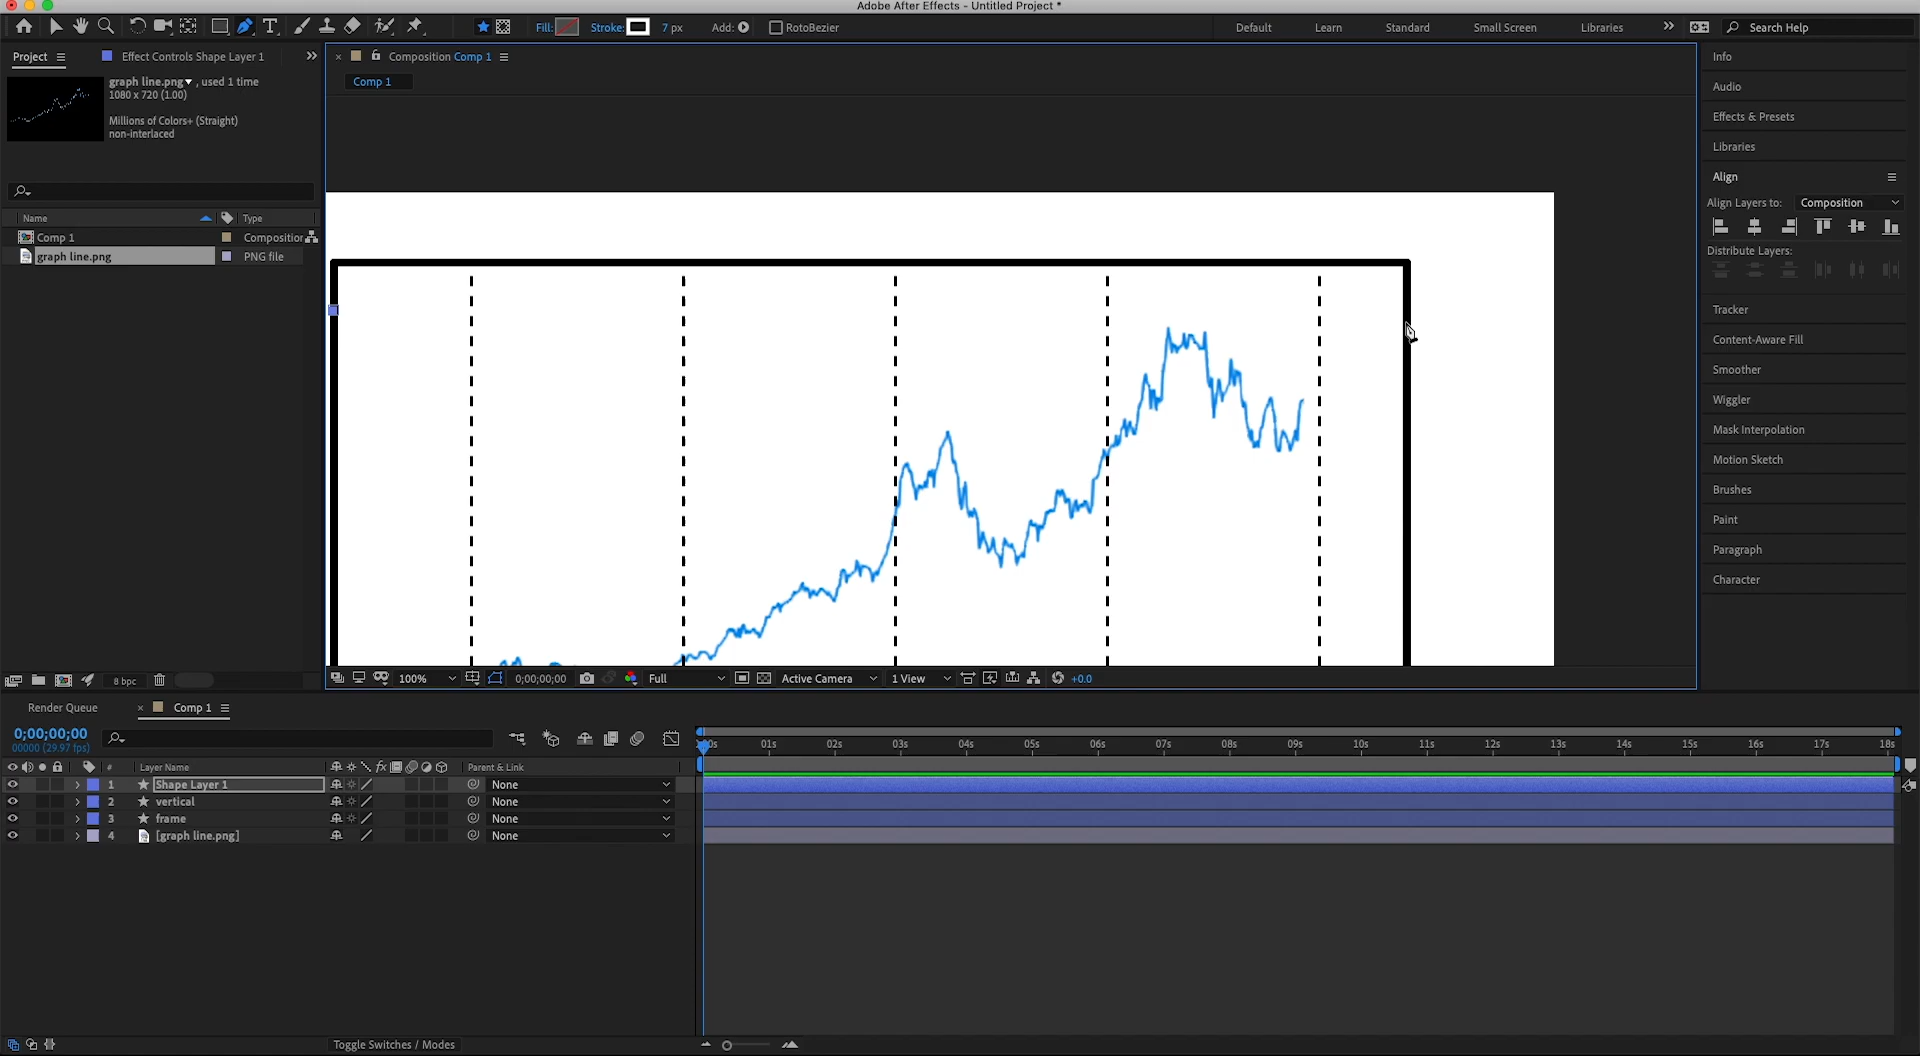 Adobe After Effects - Untitled Project *
Fill: Stroke: 7 px Add: RotoBezier Default Learn Standard Small Screen Libraries Search Help
Project Effect Controls Shape Layer 1
Composition Comp 1
Comp 1
graph line.png , used 1 time
1080 x 720 (1.00)
Millions of Colors+ (Straight)
non-interlaced
Name Type
Comp 1 Composition
graph line.png PNG file
8 bpc
100% 0;00;00;00 Full Active Camera 1 View +0.0
Info
Audio
Effects & Presets
Libraries
Align
Align Layers to: Composition
Distribute Layers:
Tracker
Content-Aware Fill
Smoother
Wiggler
Mask Interpolation
Motion Sketch
Brushes
Paint
Paragraph
Character
Render Queue Comp 1
0;00;00;00
00000 (29.97 fps)
00s 01s 02s 03s 04s 05s 06s 07s 08s 09s 10s 11s 12s 13s 14s 15s 16s 17s 18s
# Layer Name fx Parent & Link
1 Shape Layer 1 None
2 vertical None
3 frame None
4 [graph line.png] None
Toggle Switches / Modes